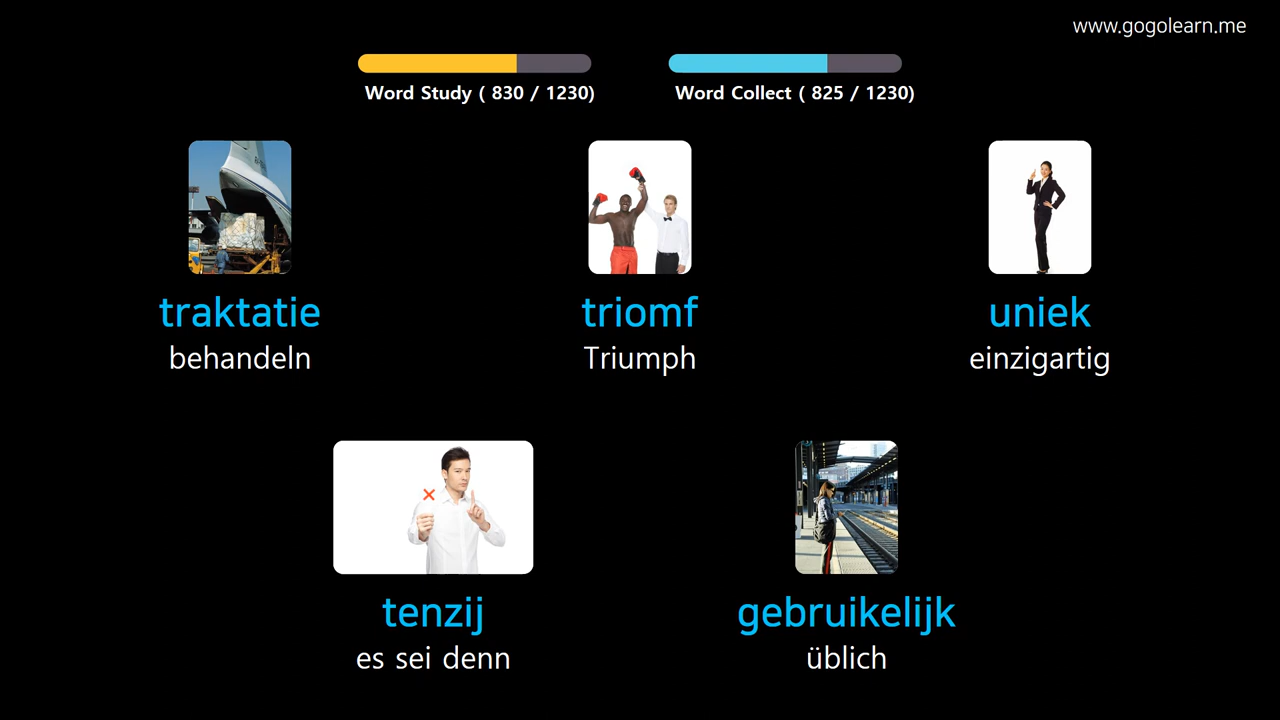 www.gogolearn.me
Word Study ( 830 / 1230)
Word Collect ( 825 / 1230)
traktatie
behandeln
triomf
Triumph
uniek
einzigartig
tenzij
es sei denn
gebruikelijk
üblich